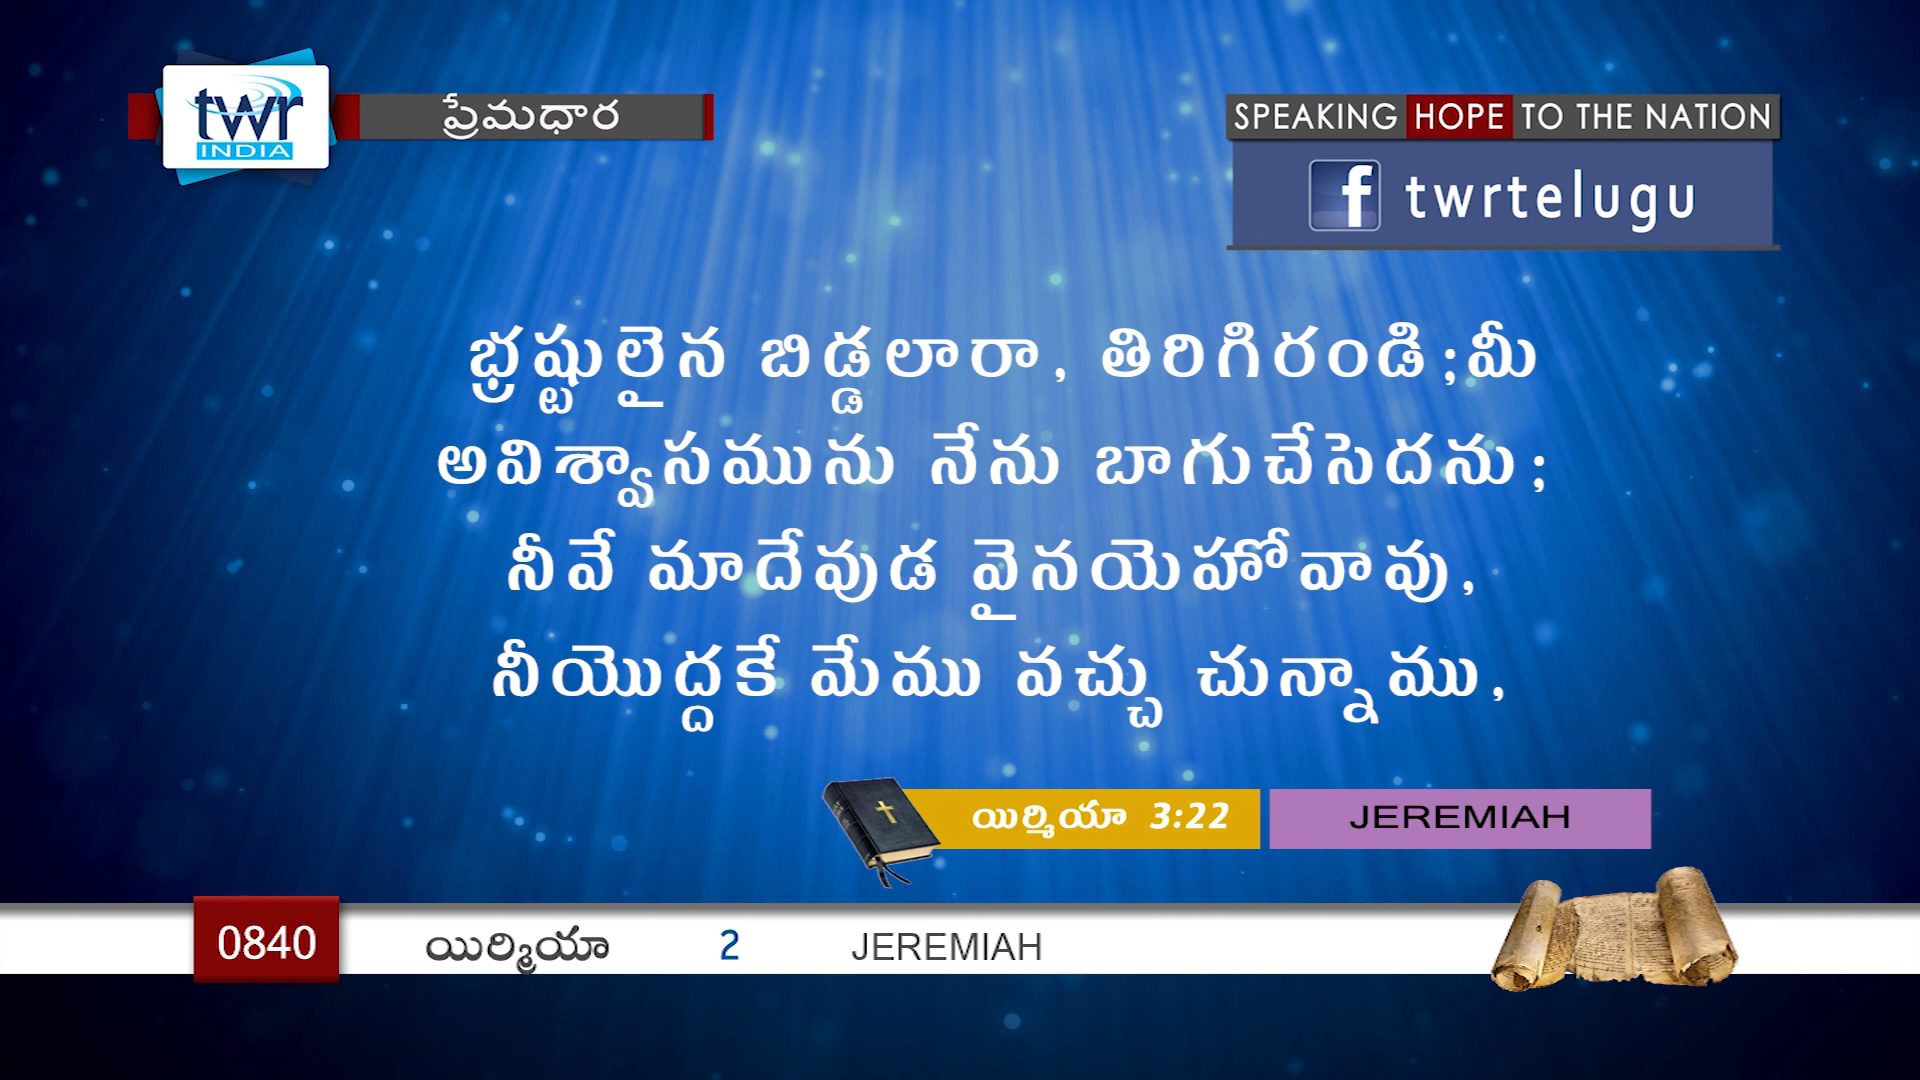 twr
INDIA
ప్రేమధార
SPEAKING HOPE TO THE NATION
f twrtelugu
భ్రష్టులైన బిడ్డలారా, తిరిగిరండి;మీ
అవిశ్వాసమును నేను బాగుచేసెదను;
నీవే మాదేవుడ వైనయెహోవావు,
నీయొద్దకే మేము వచ్చు చున్నాము,
యిర్మియా 3:22 JEREMIAH
0840 యిర్మియా 2 JEREMIAH